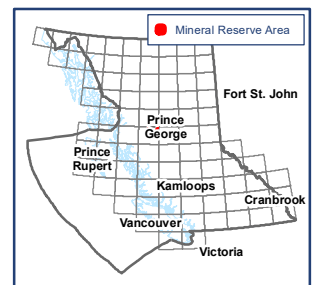 Mineral Reserve Area
Fort St. John
Prince
George
Prince
Rupert
Kamloops
Cranbrook
Vancouver
Victoria